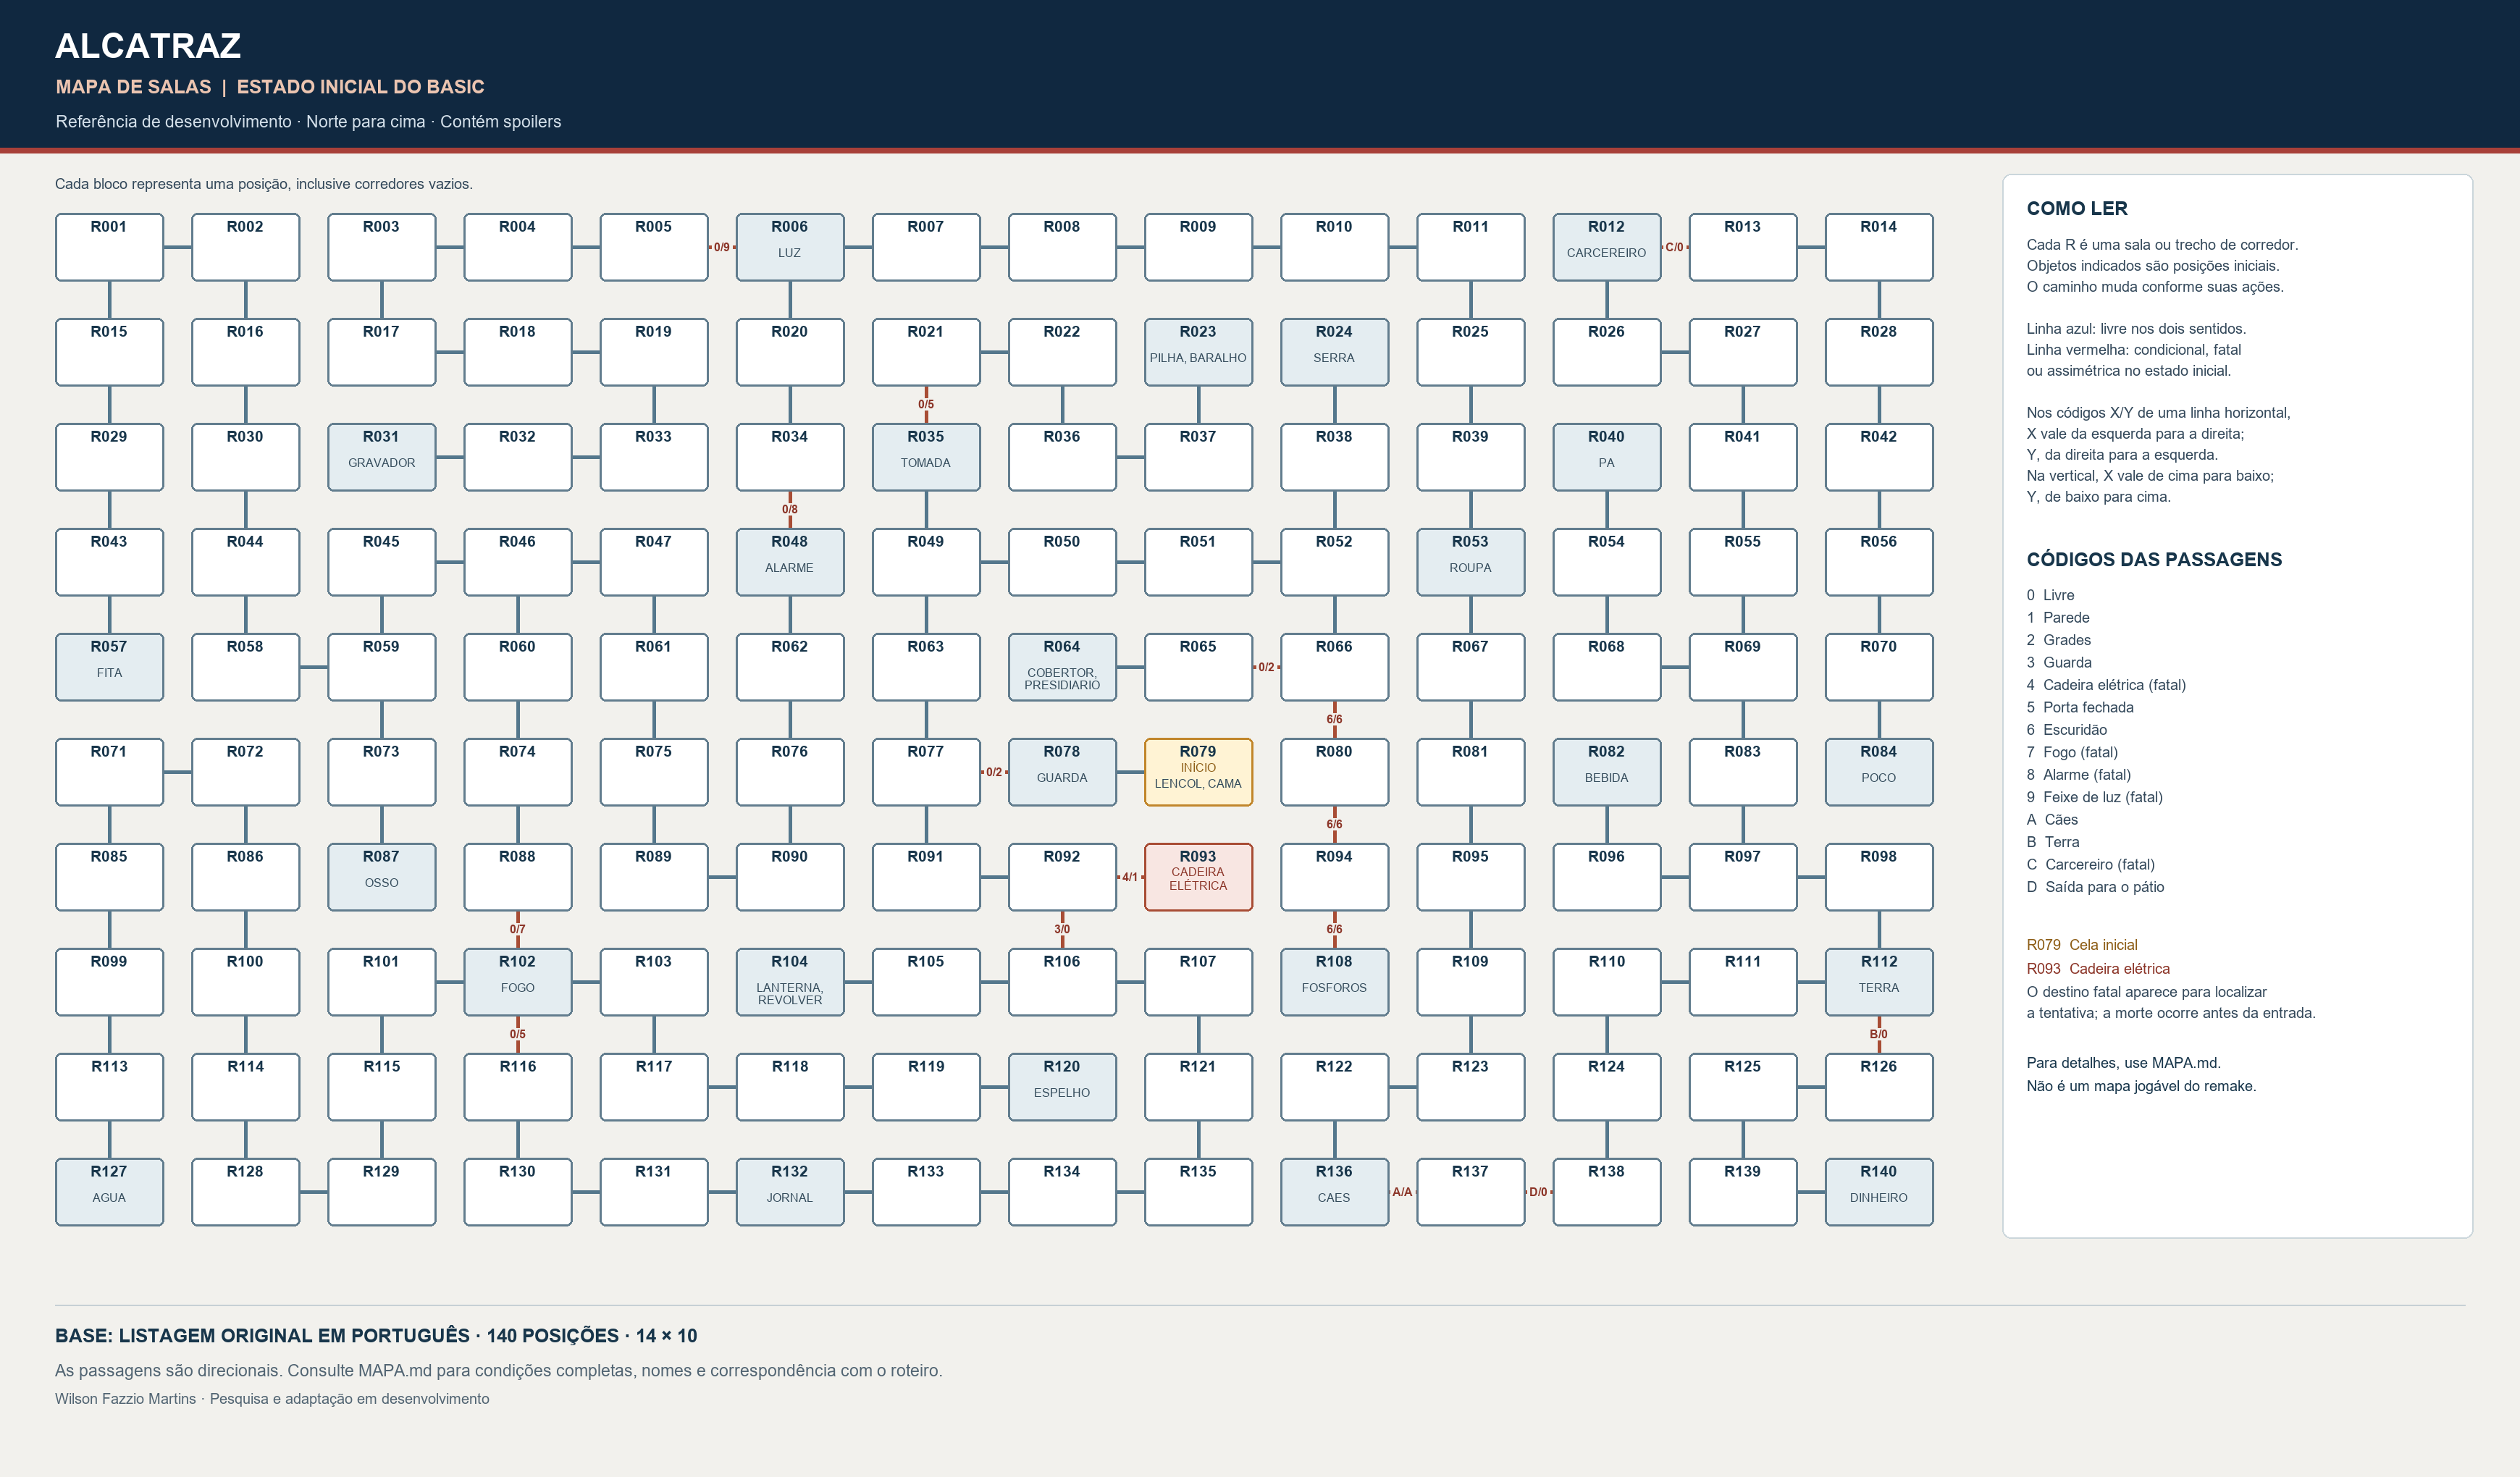 ALCATRAZ
MAPA DE SALAS | ESTADO INICIAL DO BASIC
Referência de desenvolvimento · Norte para cima · Contém spoilers
Cada bloco representa uma posição, inclusive corredores vazios.
R001 R002 R003 R004 R005 0/9 R006 R007 R008 R009 R010 R011 R012 C/0 R013 R014
LUZ CARCEREIRO
R015 R016 R017 R018 R019 R020 R021 R022 R023 R024 R025 R026 R027 R028
PILHA, BARALHO SERRA
0/5
R029 R030 R031 R032 R033 R034 R035 R036 R037 R038 R039 R040 R041 R042
GRAVADOR TOMADA PA
0/8
R043 R044 R045 R046 R047 R048 R049 R050 R051 R052 R053 R054 R055 R056
ALARME ROUPA
R057 R058 R059 R060 R061 R062 R063 R064 R065 0/2 R066 R067 R068 R069 R070
FITA COBERTOR,
PRESIDIARIO
6/6
R071 R072 R073 R074 R075 R076 R077 0/2 R078 R079 R080 R081 R082 R083 R084
GUARDA INÍCIO BEBIDA POCO
LENCOL, CAMA
6/6
R085 R086 R087 R088 R089 R090 R091 R092 4/1 R093 R094 R095 R096 R097 R098
OSSO CADEIRA
ELÉTRICA
0/7 3/0 6/6
R099 R100 R101 R102 R103 R104 R105 R106 R107 R108 R109 R110 R111 R112
FOGO LANTERNA, FOSFOROS TERRA
REVOLVER
0/5 B/0
R113 R114 R115 R116 R117 R118 R119 R120 R121 R122 R123 R124 R125 R126
ESPELHO
R127 R128 R129 R130 R131 R132 R133 R134 R135 R136 A/A R137 D/0 R138 R139 R140
AGUA JORNAL CAES DINHEIRO
COMO LER
Cada R é uma sala ou trecho de corredor.
Objetos indicados são posições iniciais.
O caminho muda conforme suas ações.
Linha azul: livre nos dois sentidos.
Linha vermelha: condicional, fatal
ou assimétrica no estado inicial.
Nos códigos X/Y de uma linha horizontal,
X vale da esquerda para a direita;
Y, da direita para a esquerda.
Na vertical, X vale de cima para baixo;
Y, de baixo para cima.
CÓDIGOS DAS PASSAGENS
0 Livre
1 Parede
2 Grades
3 Guarda
4 Cadeira elétrica (fatal)
5 Porta fechada
6 Escuridão
7 Fogo (fatal)
8 Alarme (fatal)
9 Feixe de luz (fatal)
A Cães
B Terra
C Carcereiro (fatal)
D Saída para o pátio
R079 Cela inicial
R093 Cadeira elétrica
O destino fatal aparece para localizar
a tentativa; a morte ocorre antes da entrada.
Para detalhes, use MAPA.md.
Não é um mapa jogável do remake.
BASE: LISTAGEM ORIGINAL EM PORTUGUÊS · 140 POSIÇÕES · 14 × 10
As passagens são direcionais. Consulte MAPA.md para condições completas, nomes e correspondência com o roteiro.
Wilson Fazzio Martins · Pesquisa e adaptação em desenvolvimento